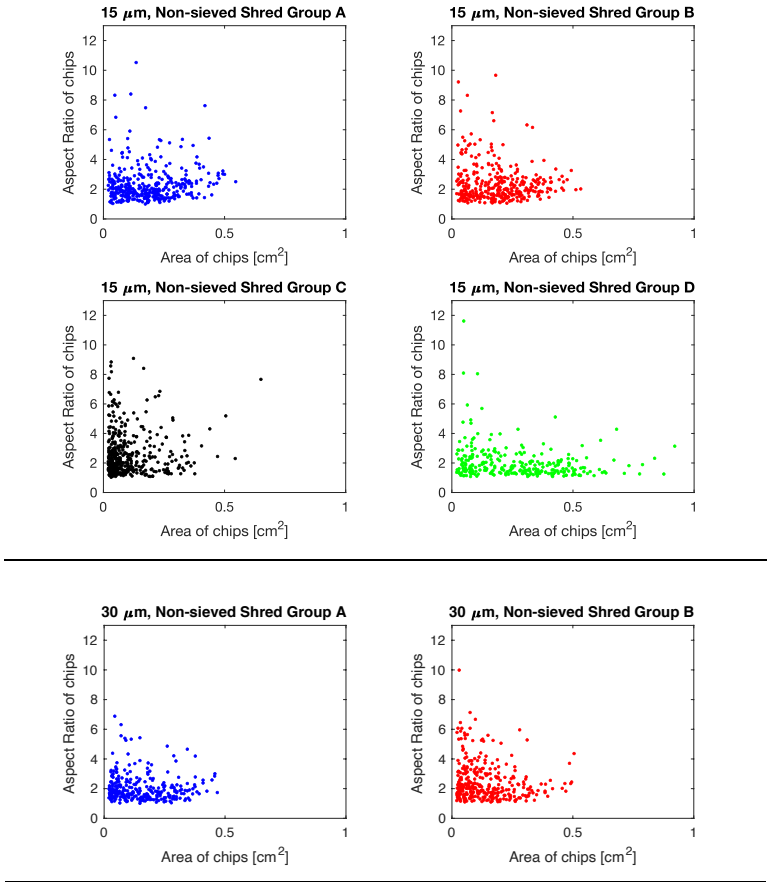 15 μm, Non-sieved Shred Group A
12
10
8
6
4
2
0
Aspect Ratio of chips
0 0.5 1
Area of chips [cm²]
15 μm, Non-sieved Shred Group B
12
10
8
6
4
2
0
Aspect Ratio of chips
0 0.5 1
Area of chips [cm²]
15 μm, Non-sieved Shred Group C
12
10
8
6
4
2
0
Aspect Ratio of chips
0 0.5 1
Area of chips [cm²]
15 μm, Non-sieved Shred Group D
12
10
8
6
4
2
0
Aspect Ratio of chips
0 0.5 1
Area of chips [cm²]
30 μm, Non-sieved Shred Group A
12
10
8
6
4
2
0
Aspect Ratio of chips
0 0.5 1
Area of chips [cm²]
30 μm, Non-sieved Shred Group B
12
10
8
6
4
2
0
Aspect Ratio of chips
0 0.5 1
Area of chips [cm²]